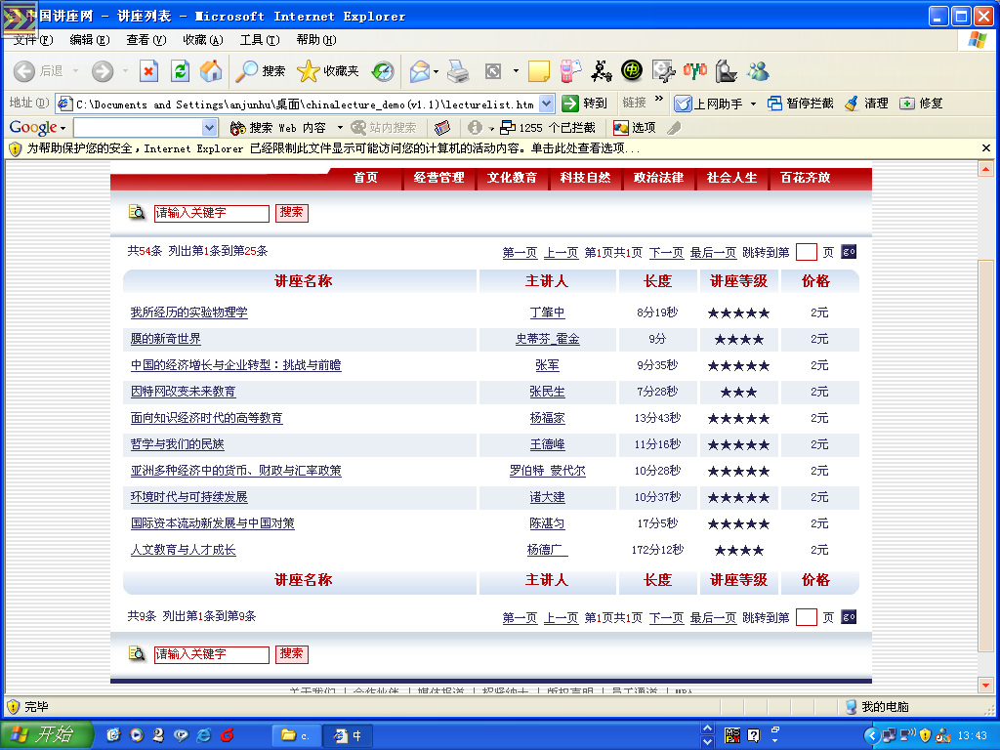 中国讲座网 - 讲座列表 - Microsoft Internet Explorer
文件(F) 编辑(E) 查看(V) 收藏(A) 工具(T) 帮助(H)
后退 搜索 收藏夹
地址(D) C:\Documents and Settings\anjunhu\桌面\chinalecture_demo(v1.1)\lecturelist.htm 转到 链接 » 上网助手 暂停拦截 清理 修复
Google 搜索 Web 内容 站内搜索 1255 个已拦截 选项
为帮助保护您的安全，Internet Explorer 已经限制此文件显示可能访问您的计算机的活动内容。单击此处查看选项...
首页 经营管理 文化教育 科技自然 政治法律 社会人生 百花齐放
请输入关键字 搜索
共54条 列出第1条到第25条 第一页 上一页 第1页共1页 下一页 最后一页 跳转到第 页 go
讲座名称 主讲人 长度 讲座等级 价格
我所经历的实验物理学 丁肇中 8分19秒 ★★★★★ 2元
膜的新奇世界 史蒂芬_霍金 9分 ★★★★ 2元
中国的经济增长与企业转型：挑战与前瞻 张军 9分35秒 ★★★★★ 2元
因特网改变未来教育 张民生 7分28秒 ★★★ 2元
面向知识经济时代的高等教育 杨福家 13分43秒 ★★★★★ 2元
哲学与我们的民族 王德峰 11分16秒 ★★★★★ 2元
亚洲多种经济中的货币、财政与汇率政策 罗伯特 蒙代尔 10分28秒 ★★★★★ 2元
环境时代与可持续发展 诸大建 10分37秒 ★★★★★ 2元
国际资本流动新发展与中国对策 陈湛匀 17分5秒 ★★★★★ 2元
人文教育与人才成长 杨德广 172分12秒 ★★★★ 2元
讲座名称 主讲人 长度 讲座等级 价格
共9条 列出第1条到第9条 第一页 上一页 第1页共1页 下一页 最后一页 跳转到第 页 go
请输入关键字 搜索
关于我们 | 合作伙伴 | 媒体报道 | 招贤纳士 | 版权声明 | 员工通道 | MBA
完毕 我的电脑
开始 c. 中 13:43